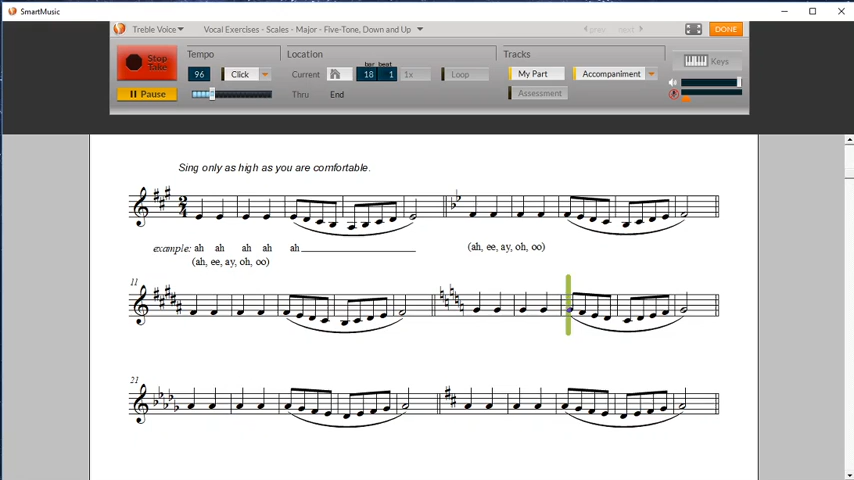 SmartMusic
Treble Voice
Vocal Exercises - Scales - Major - Five-Tone, Down and Up
prev
next
DONE
Stop Take
Tempo
Location
Tracks
Keys
bar beat
96
Click
Current
18 1
1x
Loop
My Part
Accompaniment
Pause
Thru
End
Assessment
Sing only as high as you are comfortable.
2
4
example: ah ah ah ah ah
(ah, ee, ay, oh, oo)
(ah, ee, ay, oh, oo)
11
21